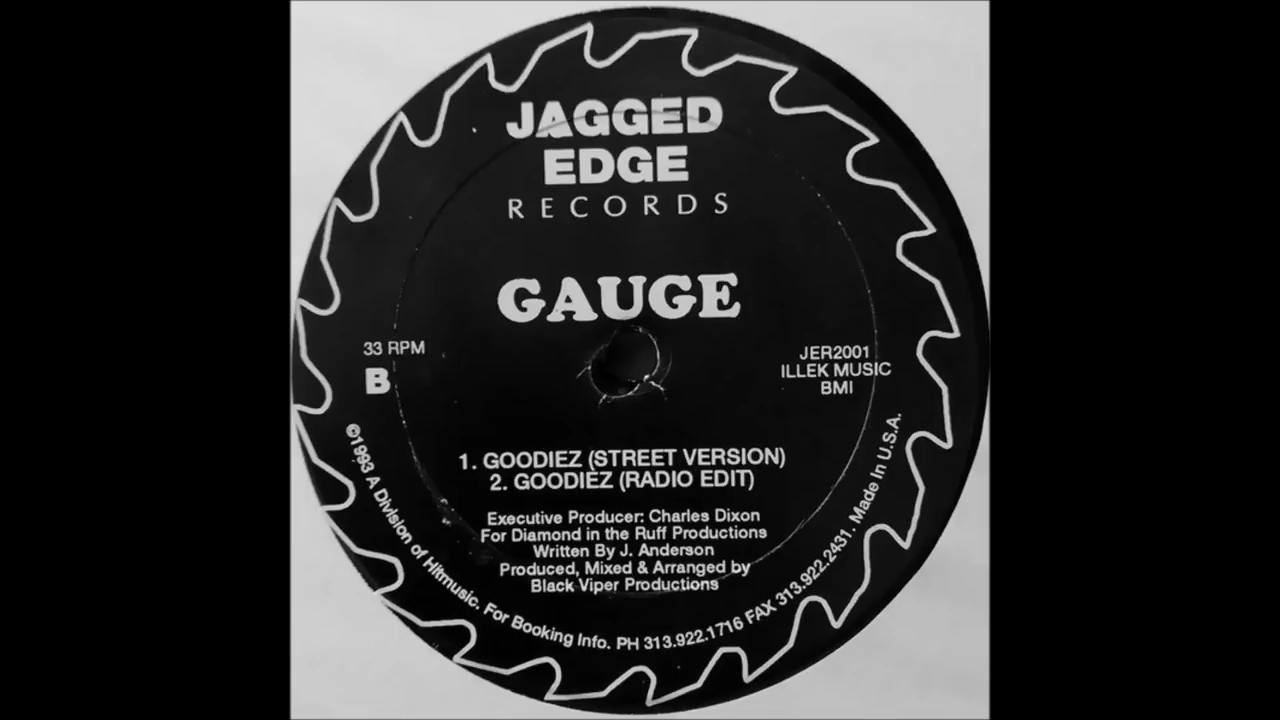 JAGGED
EDGE
RECORDS
GAUGE
33 RPM
B
JER2001
ILLEK MUSIC
BMI
1. GOODIEZ (STREET VERSION)
2. GOODIEZ (RADIO EDIT)
Executive Producer: Charles Dixon
For Diamond in the Ruff Productions
Written By J. Anderson
Produced, Mixed & Arranged by
Black Viper Productions
©1993 A Division of Hitmusic. For Booking Info. PH 313.922.1716 FAX 313.922.2431. Made In U.S.A.